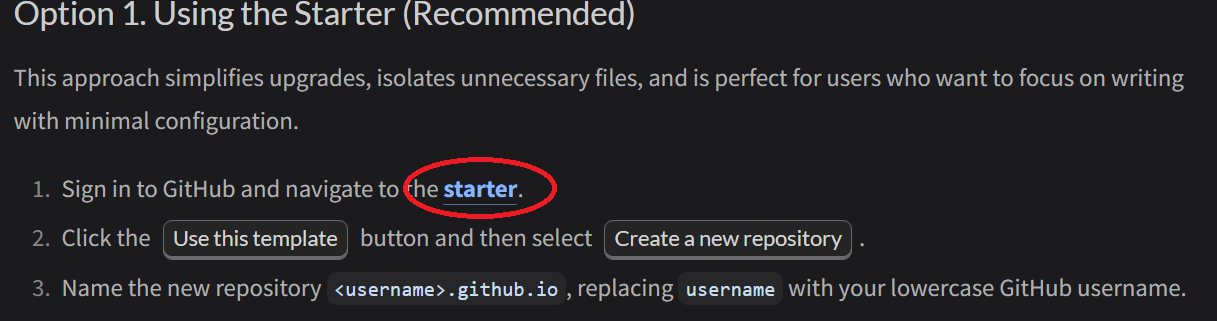 Option 1. Using the Starter (Recommended)
This approach simplifies upgrades, isolates unnecessary files, and is perfect for users who want to focus on writing
with minimal configuration.
1. Sign in to GitHub and navigate to the starter.
2. Click the Use this template button and then select Create a new repository .
3. Name the new repository <username>.github.io, replacing username with your lowercase GitHub username.